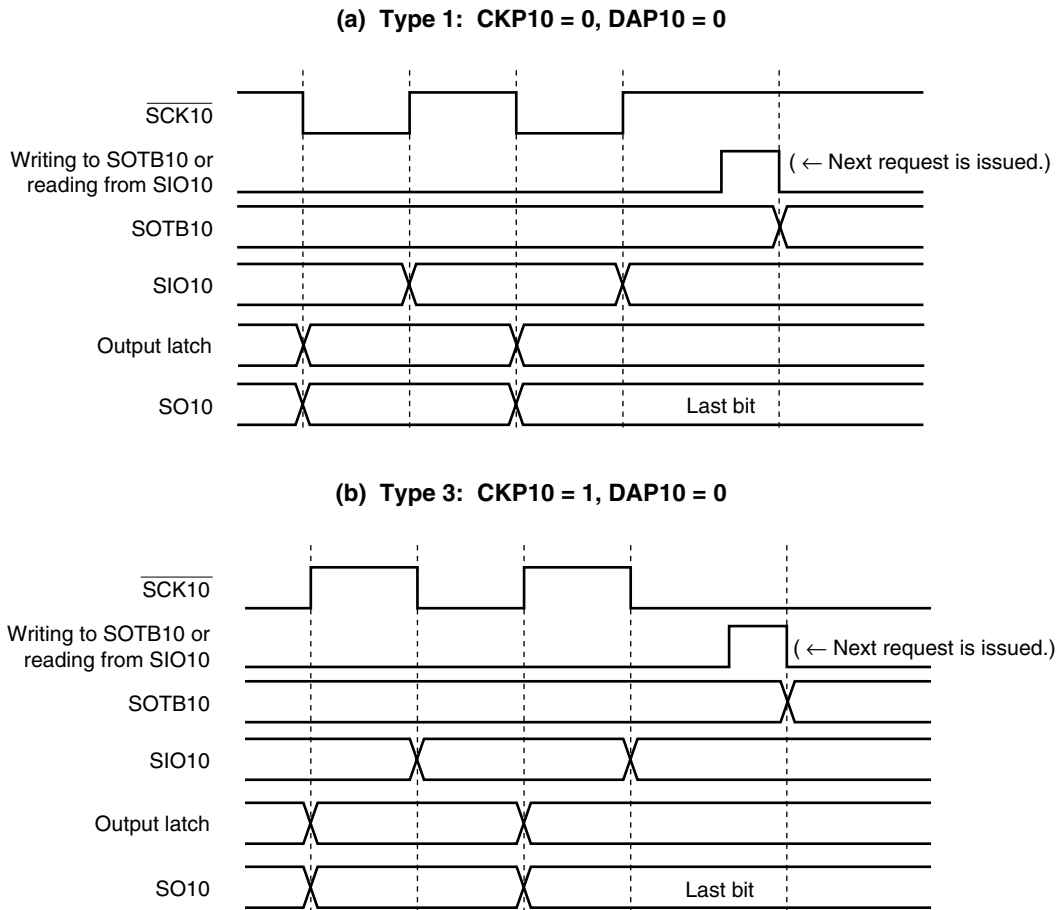 (a) Type 1: CKP10 = 0, DAP10 = 0
SCK10
Writing to SOTB10 or
reading from SIO10
( ← Next request is issued.)
SOTB10
SIO10
Output latch
SO10
Last bit
(b) Type 3: CKP10 = 1, DAP10 = 0
SCK10
Writing to SOTB10 or
reading from SIO10
( ← Next request is issued.)
SOTB10
SIO10
Output latch
SO10
Last bit